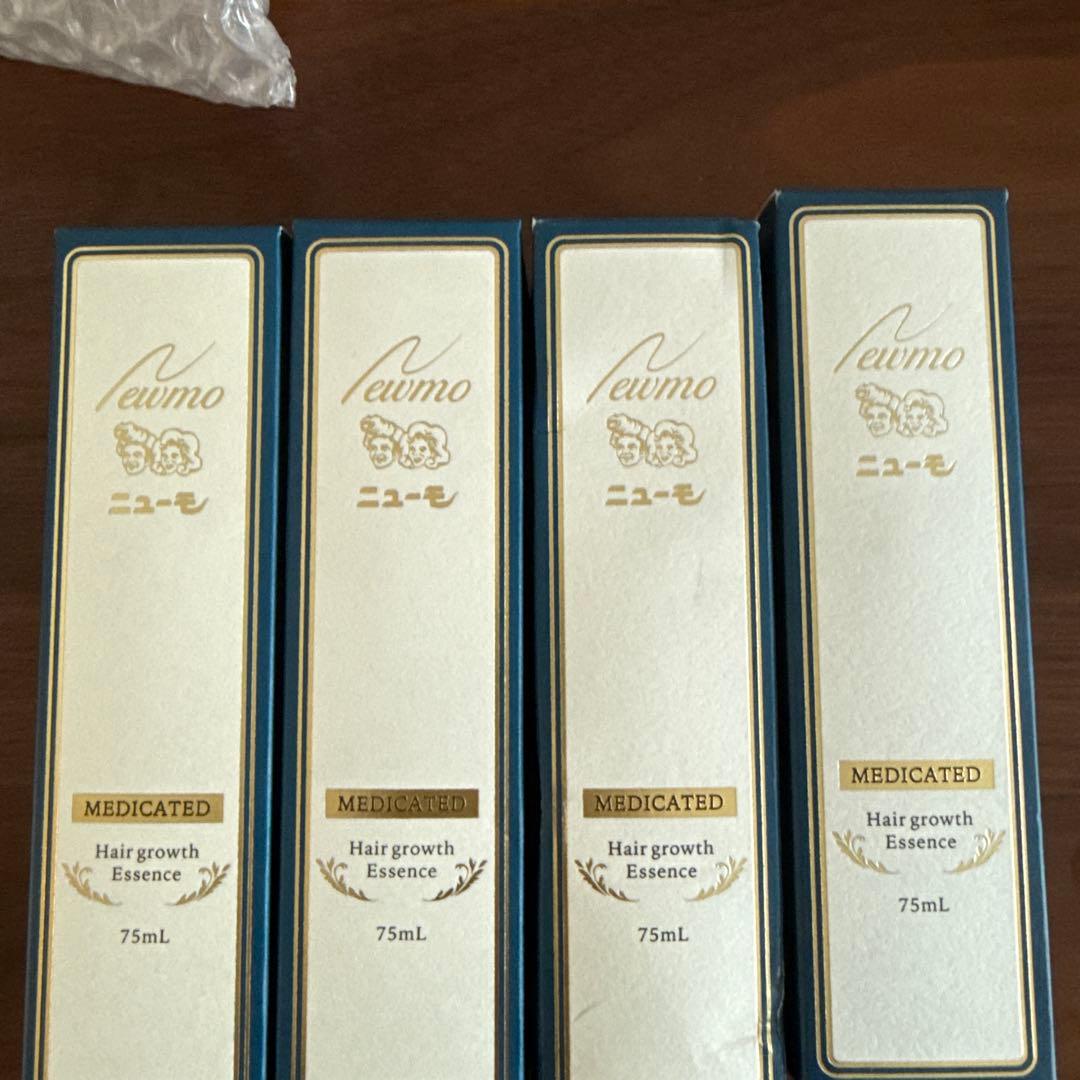 Newmo
ニューモ
MEDICATED
Hair growth
Essence
75mL
Newmo
ニューモ
MEDICATED
Hair growth
Essence
75mL
Newmo
ニューモ
MEDICATED
Hair growth
Essence
75mL
Newmo
ニューモ
MEDICATED
Hair growth
Essence
75mL